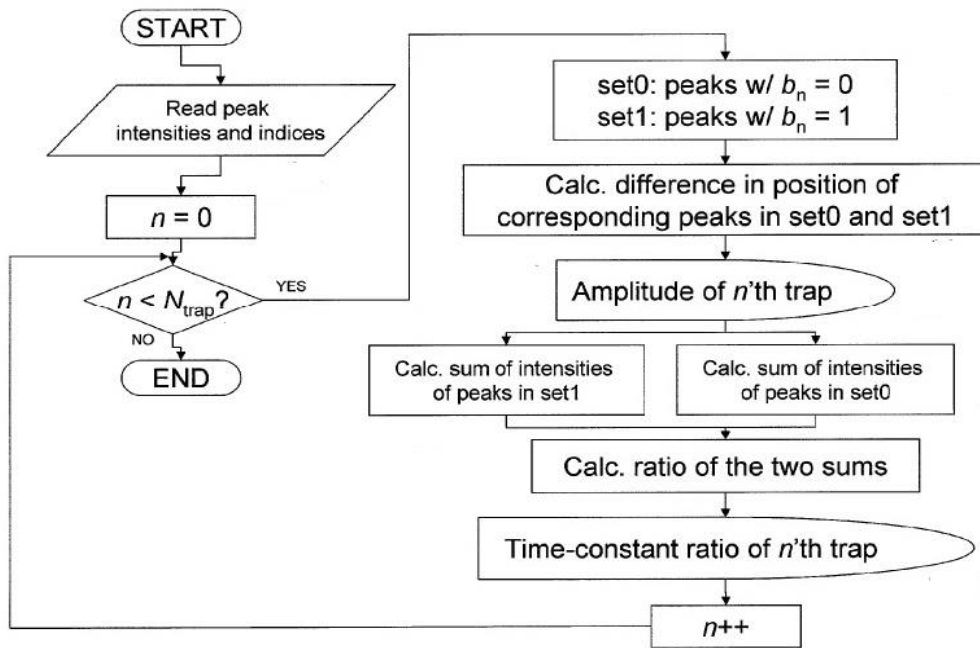 START
Read peak
intensities and indices
n = 0
n < N_trap?
YES
NO
END
set0: peaks w/ b_n = 0
set1: peaks w/ b_n = 1
Calc. difference in position of
corresponding peaks in set0 and set1
Amplitude of n'th trap
Calc. sum of intensities
of peaks in set1
Calc. sum of intensities
of peaks in set0
Calc. ratio of the two sums
Time-constant ratio of n'th trap
n++